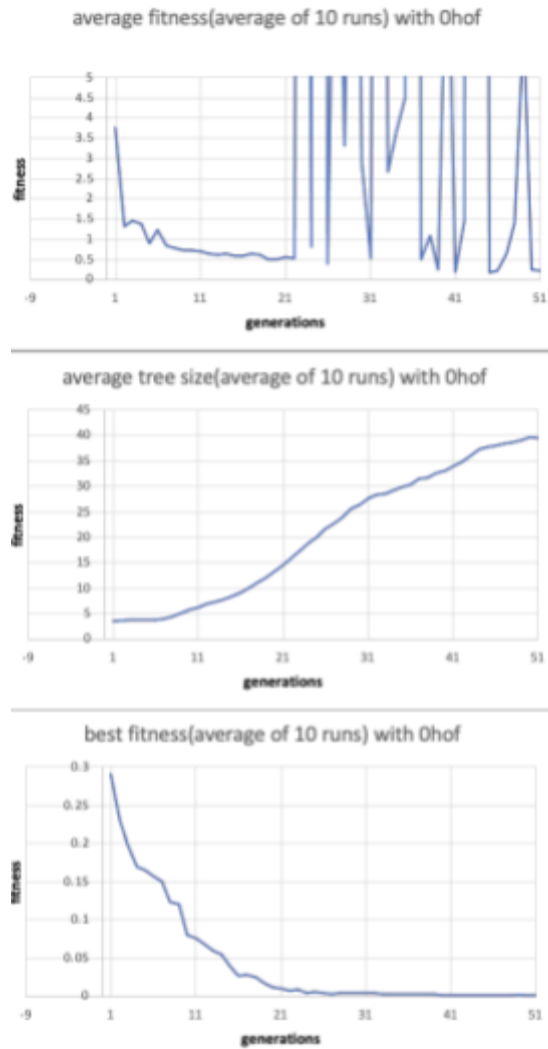 average fitness(average of 10 runs) with 0hof
5
4.5
4
3.5
3
2.5
2
1.5
1
0.5
0
fitness
-9 1 11 21 31 41 51
generations
average tree size(average of 10 runs) with 0hof
45
40
35
30
25
20
15
10
5
0
fitness
-9 1 11 21 31 41 51
generations
best fitness(average of 10 runs) with 0hof
0.3
0.25
0.2
0.15
0.1
0.05
0
fitness
-9 1 11 21 31 41 51
generations